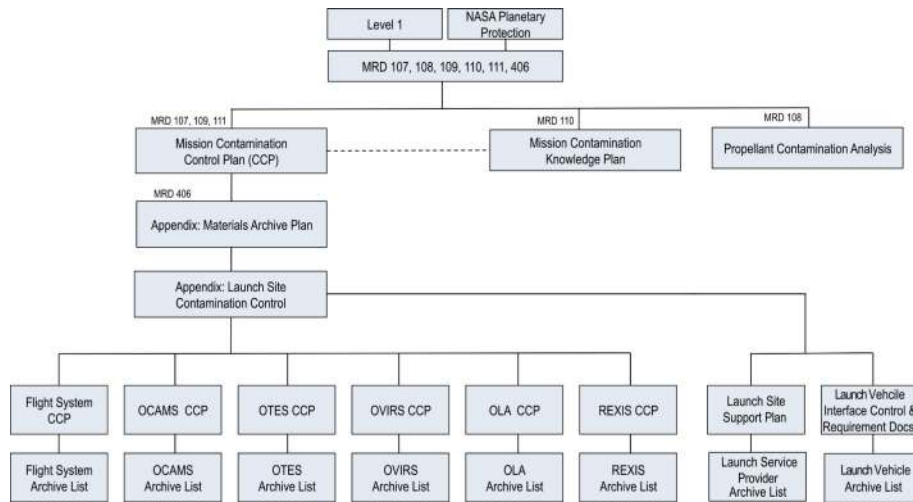 Level 1
NASA Planetary
Protection
MRD 107, 108, 109, 110, 111, 406
MRD 107, 109, 111
MRD 110
MRD 108
Mission Contamination
Control Plan (CCP)
Mission Contamination
Knowledge Plan
Propellant Contamination Analysis
MRD 406
Appendix: Materials Archive Plan
Appendix: Launch Site
Contamination Control
Flight System
CCP
OCAMS CCP
OTES CCP
OVIRS CCP
OLA CCP
REXIS CCP
Launch Site
Support Plan
Launch Vehcile
Interface Control &
Requirement Docs.
Flight System
Archive List
OCAMS
Archive List
OTES
Archive List
OVIRS
Archive List
OLA
Archive List
REXIS
Archive List
Launch Service
Provider
Archive List
Launch Vehicle
Archive List